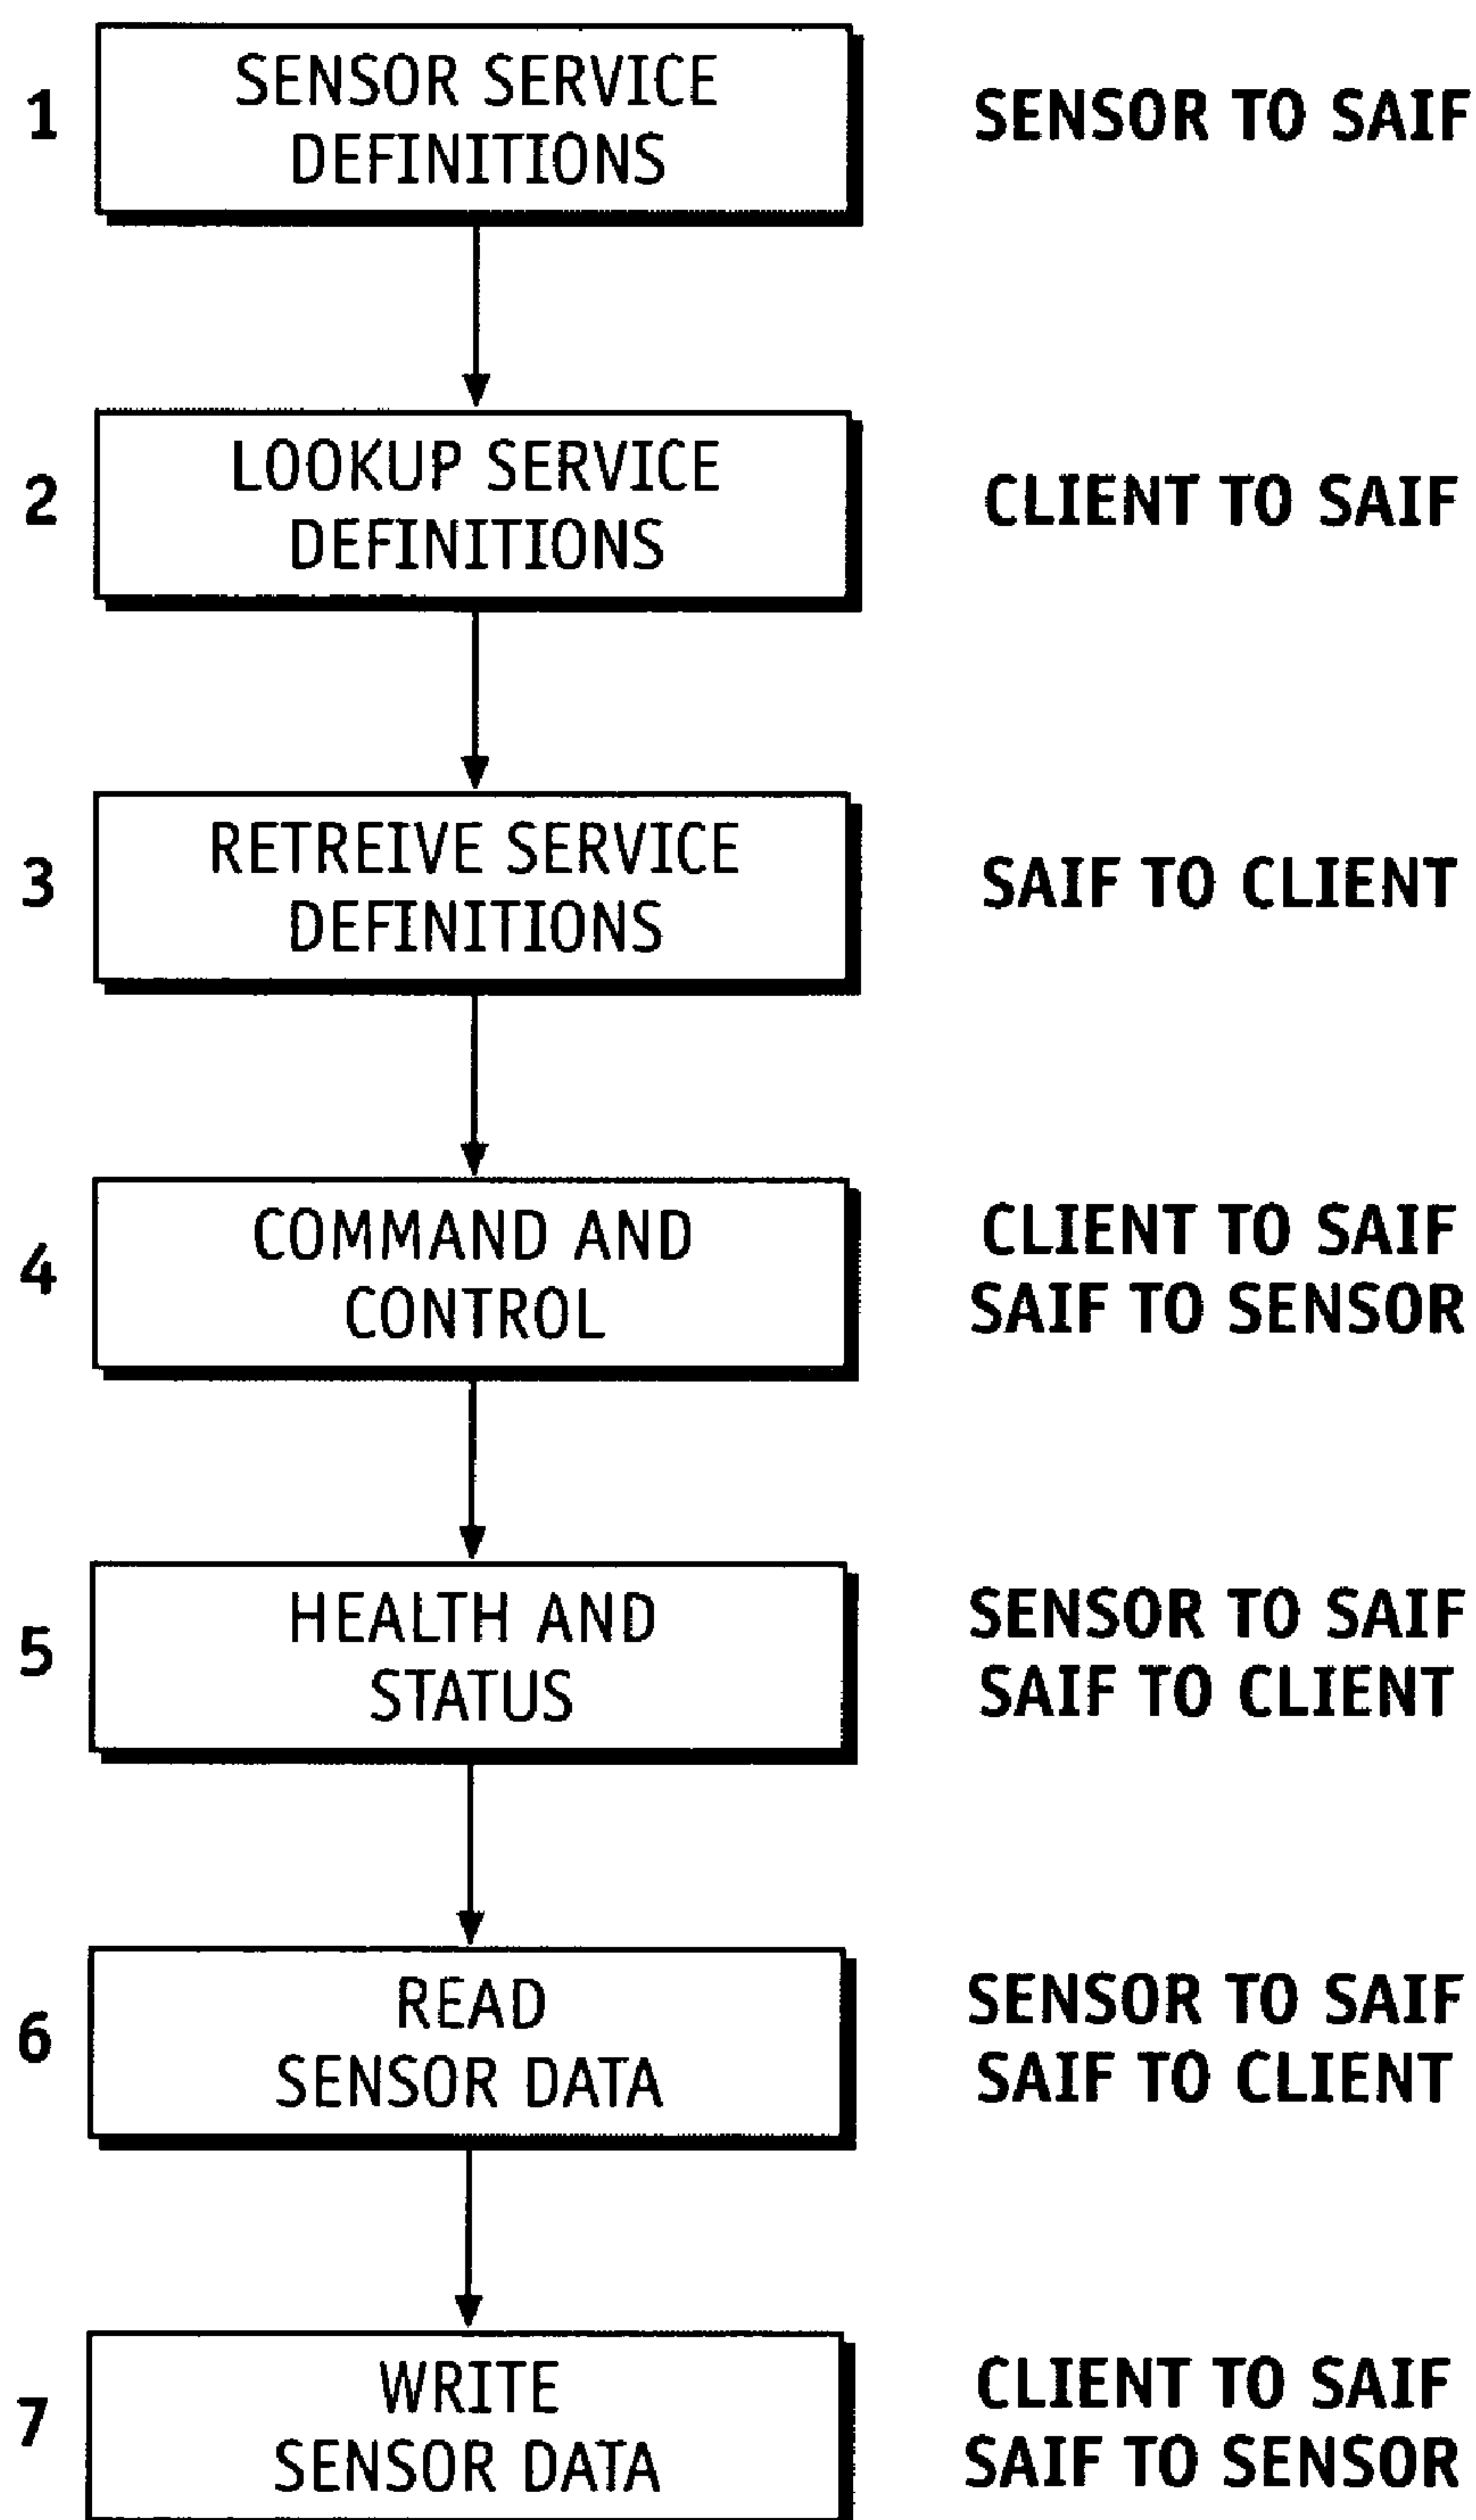 1
SENSOR SERVICE
DEFINITIONS
SENSOR TO SAIF
2
LOOKUP SERVICE
DEFINITIONS
CLIENT TO SAIF
3
RETREIVE SERVICE
DEFINITIONS
SAIF TO CLIENT
4
COMMAND AND
CONTROL
CLIENT TO SAIF
SAIF TO SENSOR
5
HEALTH AND
STATUS
SENSOR TO SAIF
SAIF TO CLIENT
6
READ
SENSOR DATA
SENSOR TO SAIF
SAIF TO CLIENT
7
WRITE
SENSOR DATA
CLIENT TO SAIF
SAIF TO SENSOR